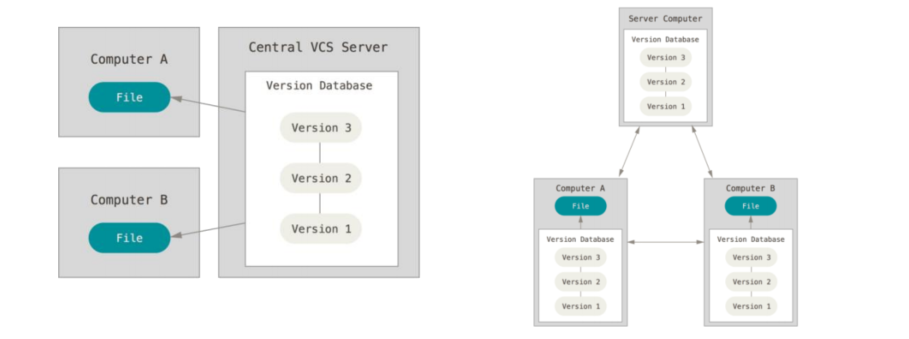 Computer A
File
Computer B
File
Central VCS Server
Version Database
Version 3
Version 2
Version 1
Server Computer
Version Database
Version 3
Version 2
Version 1
Computer A
File
Version Database
Version 3
Version 2
Version 1
Computer B
File
Version Database
Version 3
Version 2
Version 1